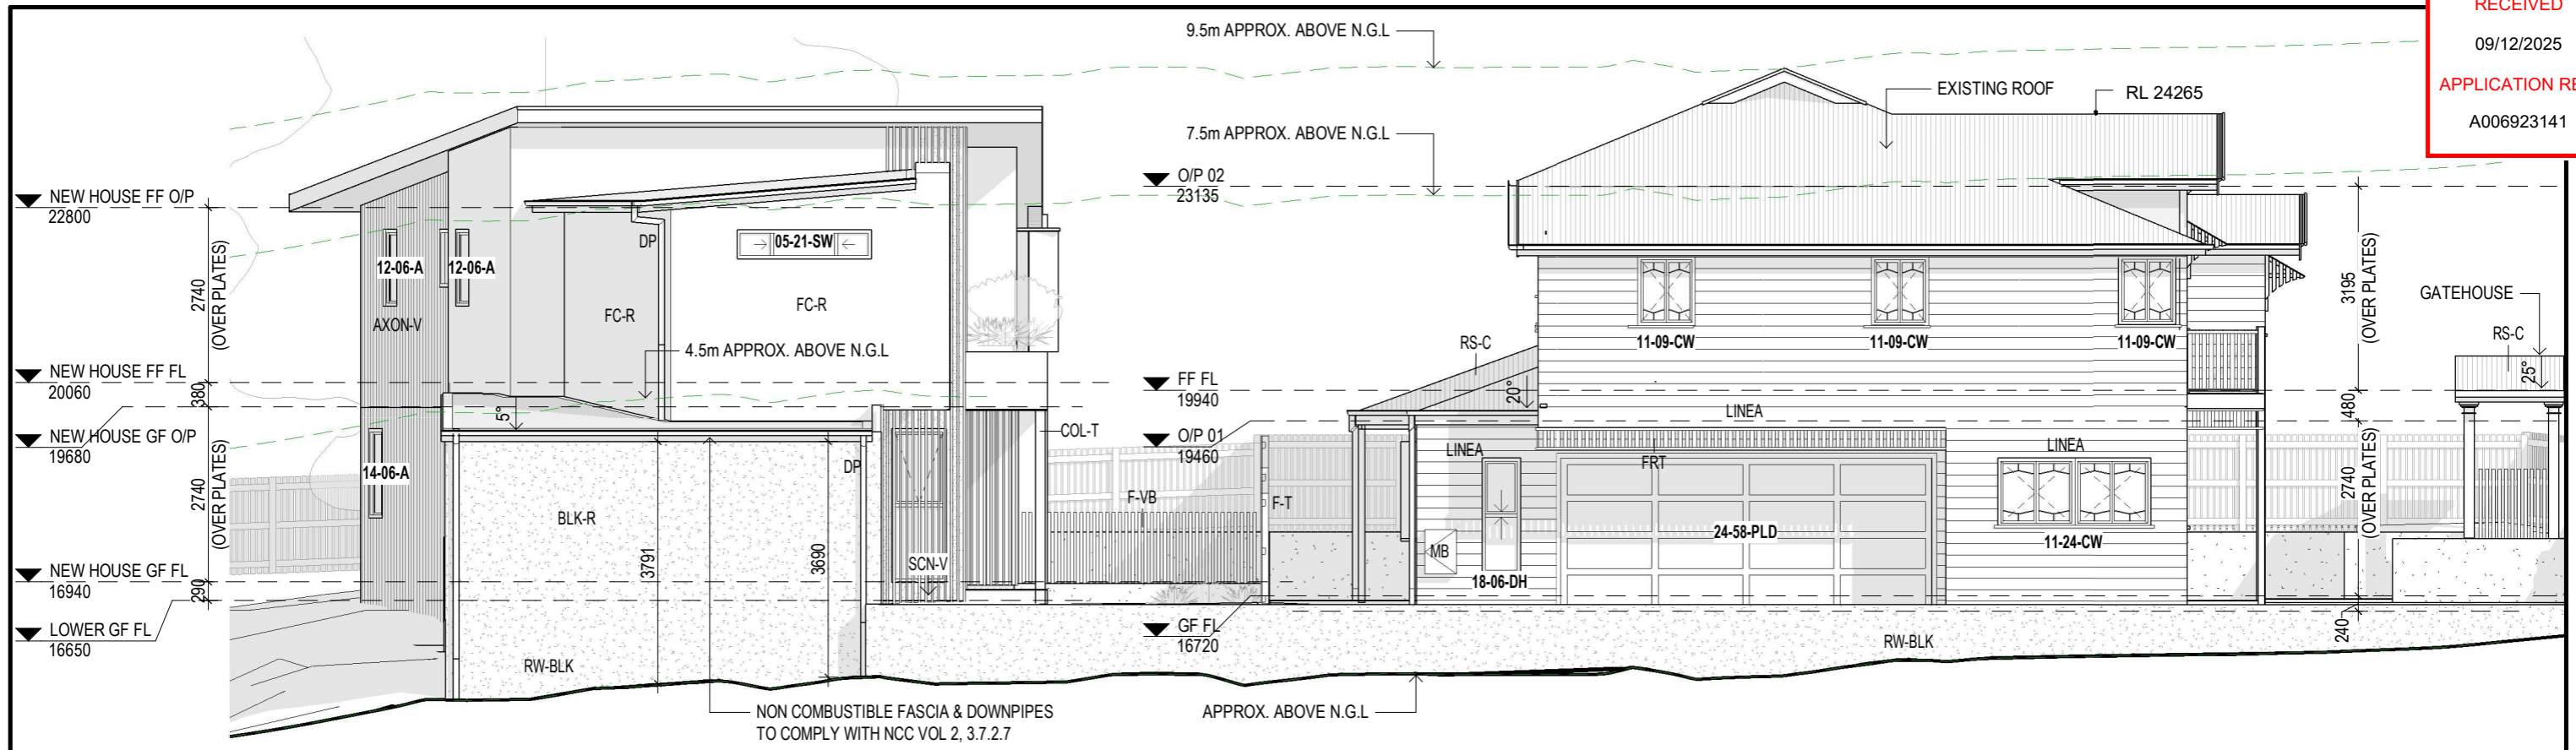 RECEIVED
09/12/2025
APPLICATION RE
A006923141
9.5m APPROX. ABOVE N.G.L
7.5m APPROX. ABOVE N.G.L
EXISTING ROOF
RL 24265
NEW HOUSE FF O/P
22800
O/P 02
23135
2740
(OVER PLATES)
12-06-A
12-06-A
DP
05-21-SW
AXON-V
FC-R
FC-R
4.5m APPROX. ABOVE N.G.L
3195
(OVER PLATES)
GATEHOUSE
RS-C
25°
RS-C
11-09-CW
11-09-CW
11-09-CW
NEW HOUSE FF FL
20060
380
FF FL
19940
20°
480
NEW HOUSE GF O/P
19680
5°
COL-T
O/P 01
19460
LINEA
LINEA
LINEA
FRT
2740
(OVER PLATES)
14-06-A
DP
BLK-R
3791
3690
F-VB
F-T
MB
24-58-PLD
11-24-CW
2740
(OVER PLATES)
SCN-V
18-06-DH
NEW HOUSE GF FL
16940
290
LOWER GF FL
16650
GF FL
16720
240
RW-BLK
RW-BLK
NON COMBUSTIBLE FASCIA & DOWNPIPES
TO COMPLY WITH NCC VOL 2, 3.7.2.7
APPROX. ABOVE N.G.L